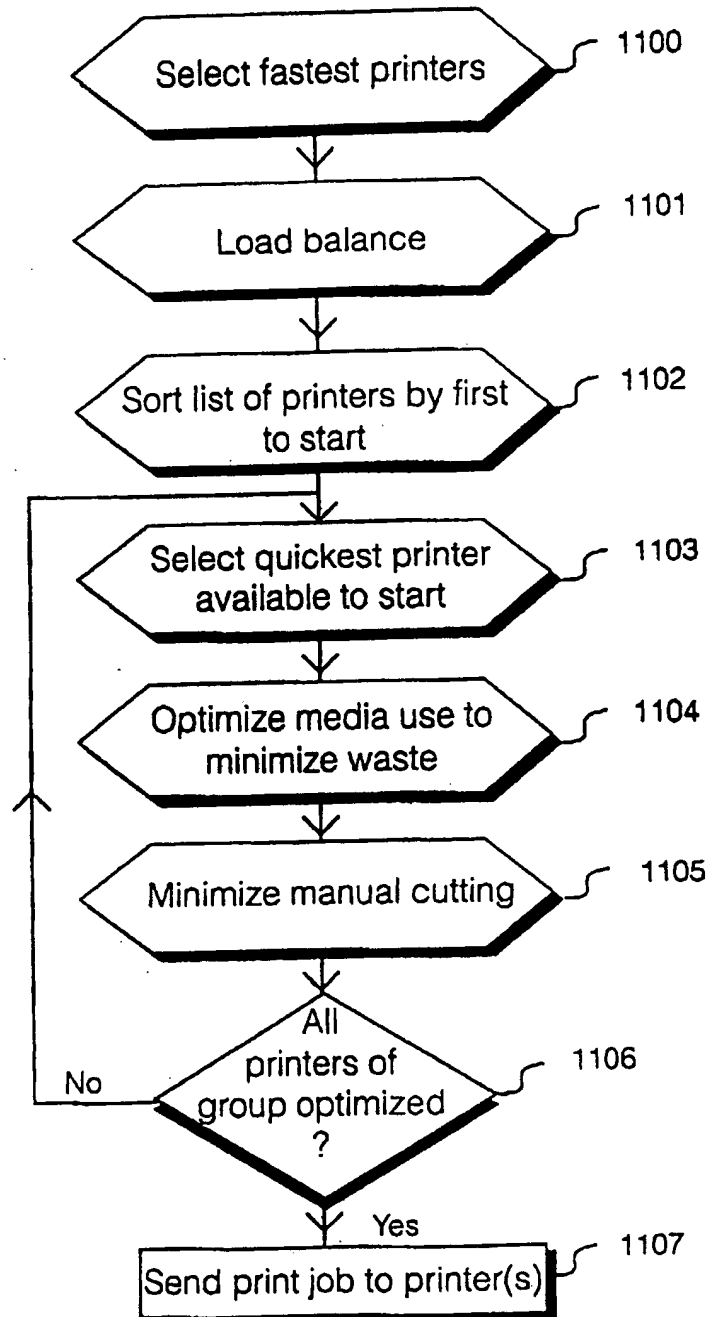 Select fastest printers
1100
Load balance
1101
Sort list of printers by first
to start
1102
Select quickest printer
available to start
1103
Optimize media use to
minimize waste
1104
Minimize manual cutting
1105
All
printers of
group optimized
?
1106
No
Yes
Send print job to printer(s)
1107